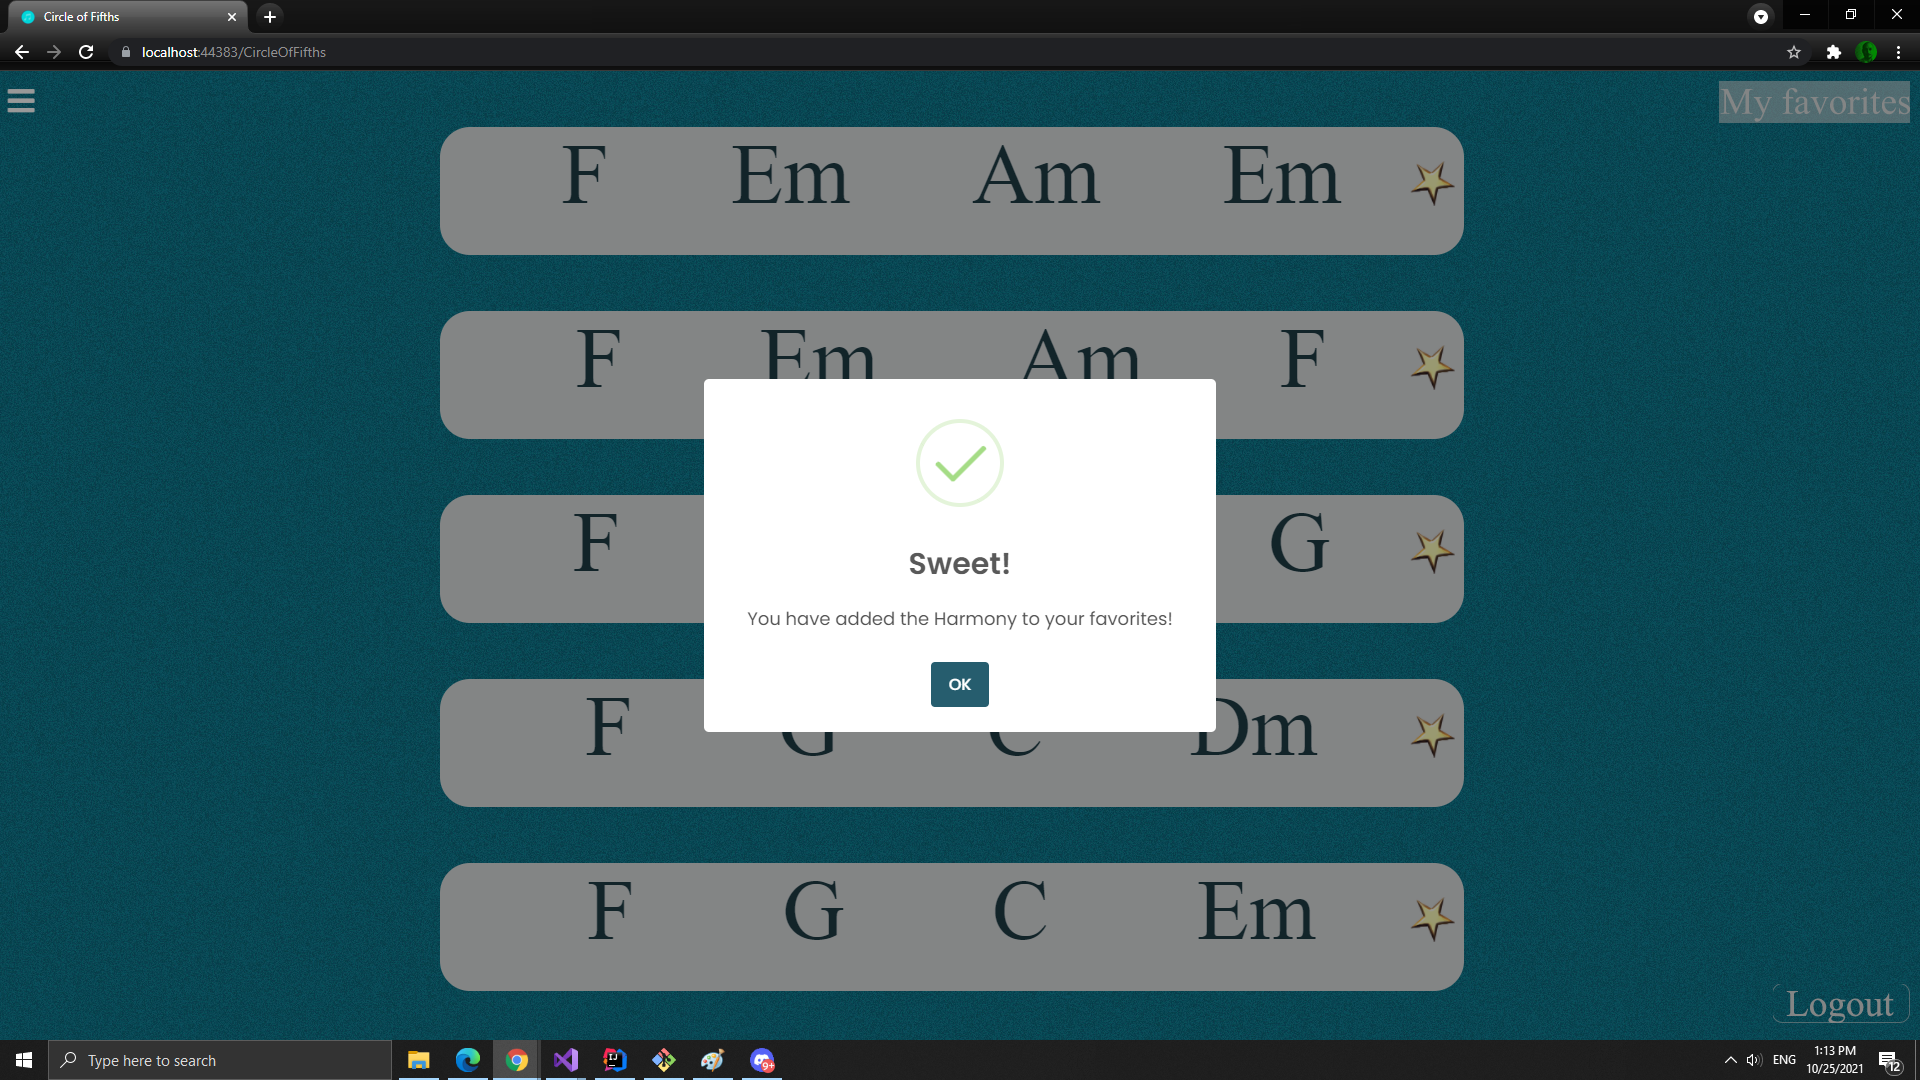 Circle of Fifths
localhost:44383/CircleOfFifths
My favorites
F Em Am Em
F Em Am F
F G
Sweet!
You have added the Harmony to your favorites!
OK
F G C Dm
F G C Em
Logout
Type here to search
IJ
9+
ENG
1:13 PM
10/25/2021
12